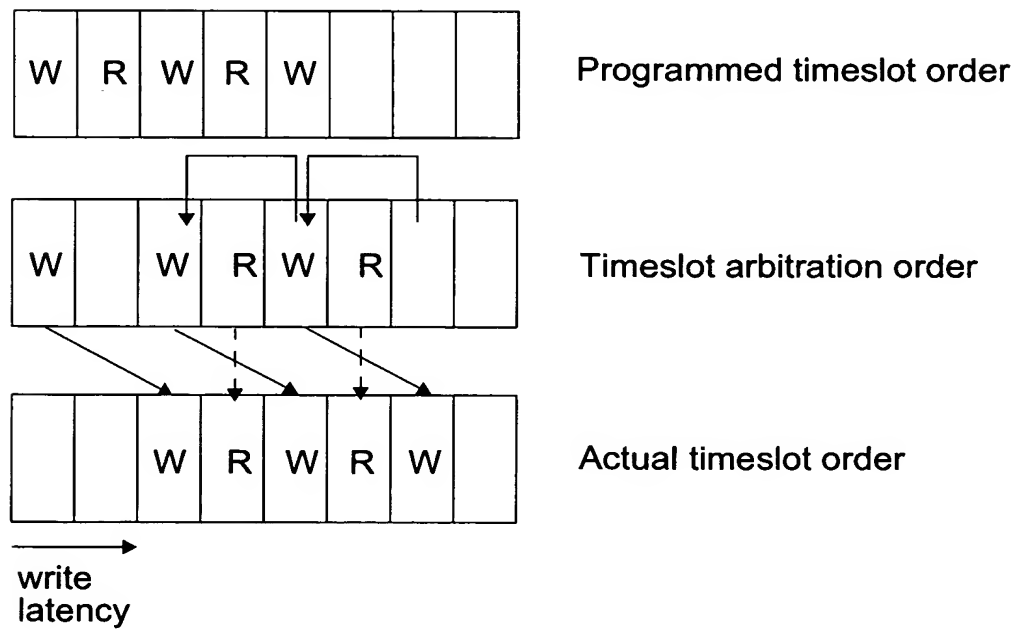 W R W R W Programmed timeslot order
W W R W R Timeslot arbitration order
W R W R W Actual timeslot order
write
latency